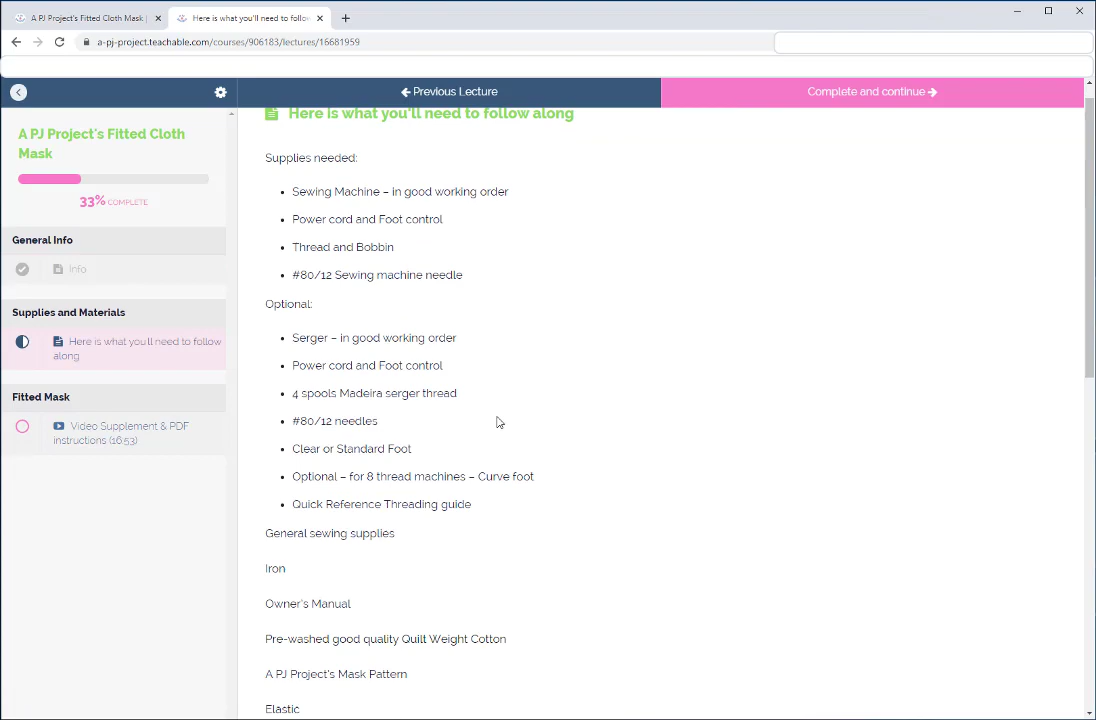 A PJ Project's Fitted Cloth Mask |
Here is what you'll need to follow
a-pj-project.teachable.com/courses/906183/lectures/16681959
Previous Lecture
Complete and continue
A PJ Project's Fitted Cloth
Mask
33% COMPLETE
General Info
Info
Supplies and Materials
Here is what you'll need to follow
along
Fitted Mask
Video Supplement & PDF
instructions (16:53)
Here is what you'll need to follow along
Supplies needed:
• Sewing Machine – in good working order
• Power cord and Foot control
• Thread and Bobbin
• #80/12 Sewing machine needle
Optional:
• Serger – in good working order
• Power cord and Foot control
• 4 spools Madeira serger thread
• #80/12 needles
• Clear or Standard Foot
• Optional – for 8 thread machines – Curve foot
• Quick Reference Threading guide
General sewing supplies
Iron
Owner's Manual
Pre-washed good quality Quilt Weight Cotton
A PJ Project's Mask Pattern
Elastic